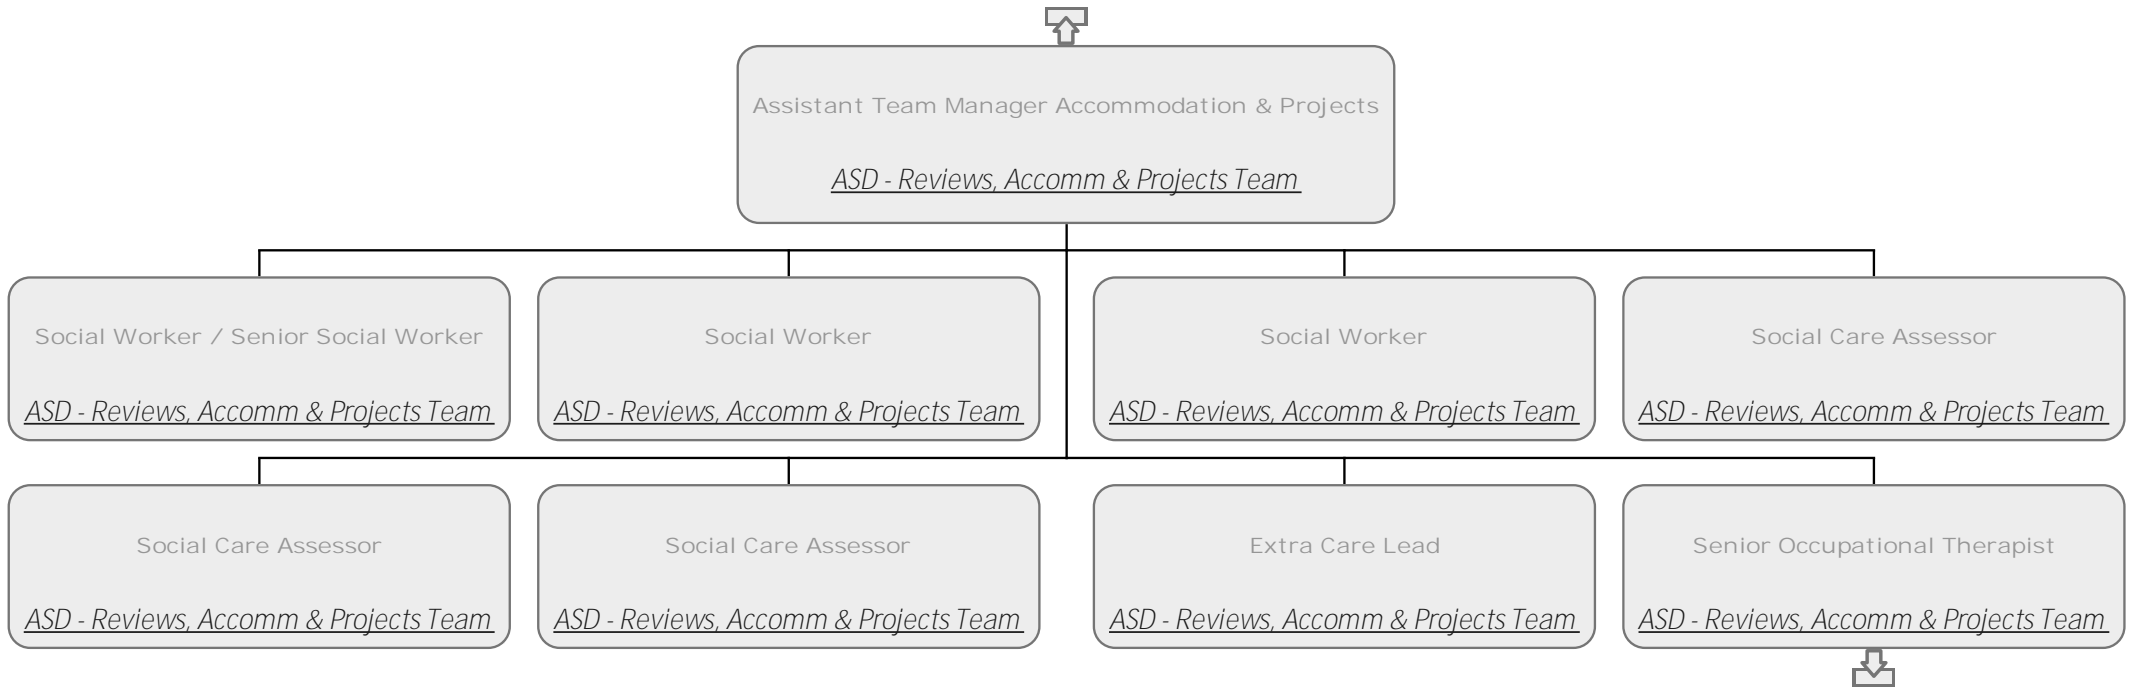 Assistant Team Manager Accommodation & Projects
ASD - Reviews, Accomm & Projects Team
Social Worker / Senior Social Worker
ASD - Reviews, Accomm & Projects Team
Social Worker
ASD - Reviews, Accomm & Projects Team
Social Worker
ASD - Reviews, Accomm & Projects Team
Social Care Assessor
ASD - Reviews, Accomm & Projects Team
Social Care Assessor
ASD - Reviews, Accomm & Projects Team
Social Care Assessor
ASD - Reviews, Accomm & Projects Team
Extra Care Lead
ASD - Reviews, Accomm & Projects Team
Senior Occupational Therapist
ASD - Reviews, Accomm & Projects Team